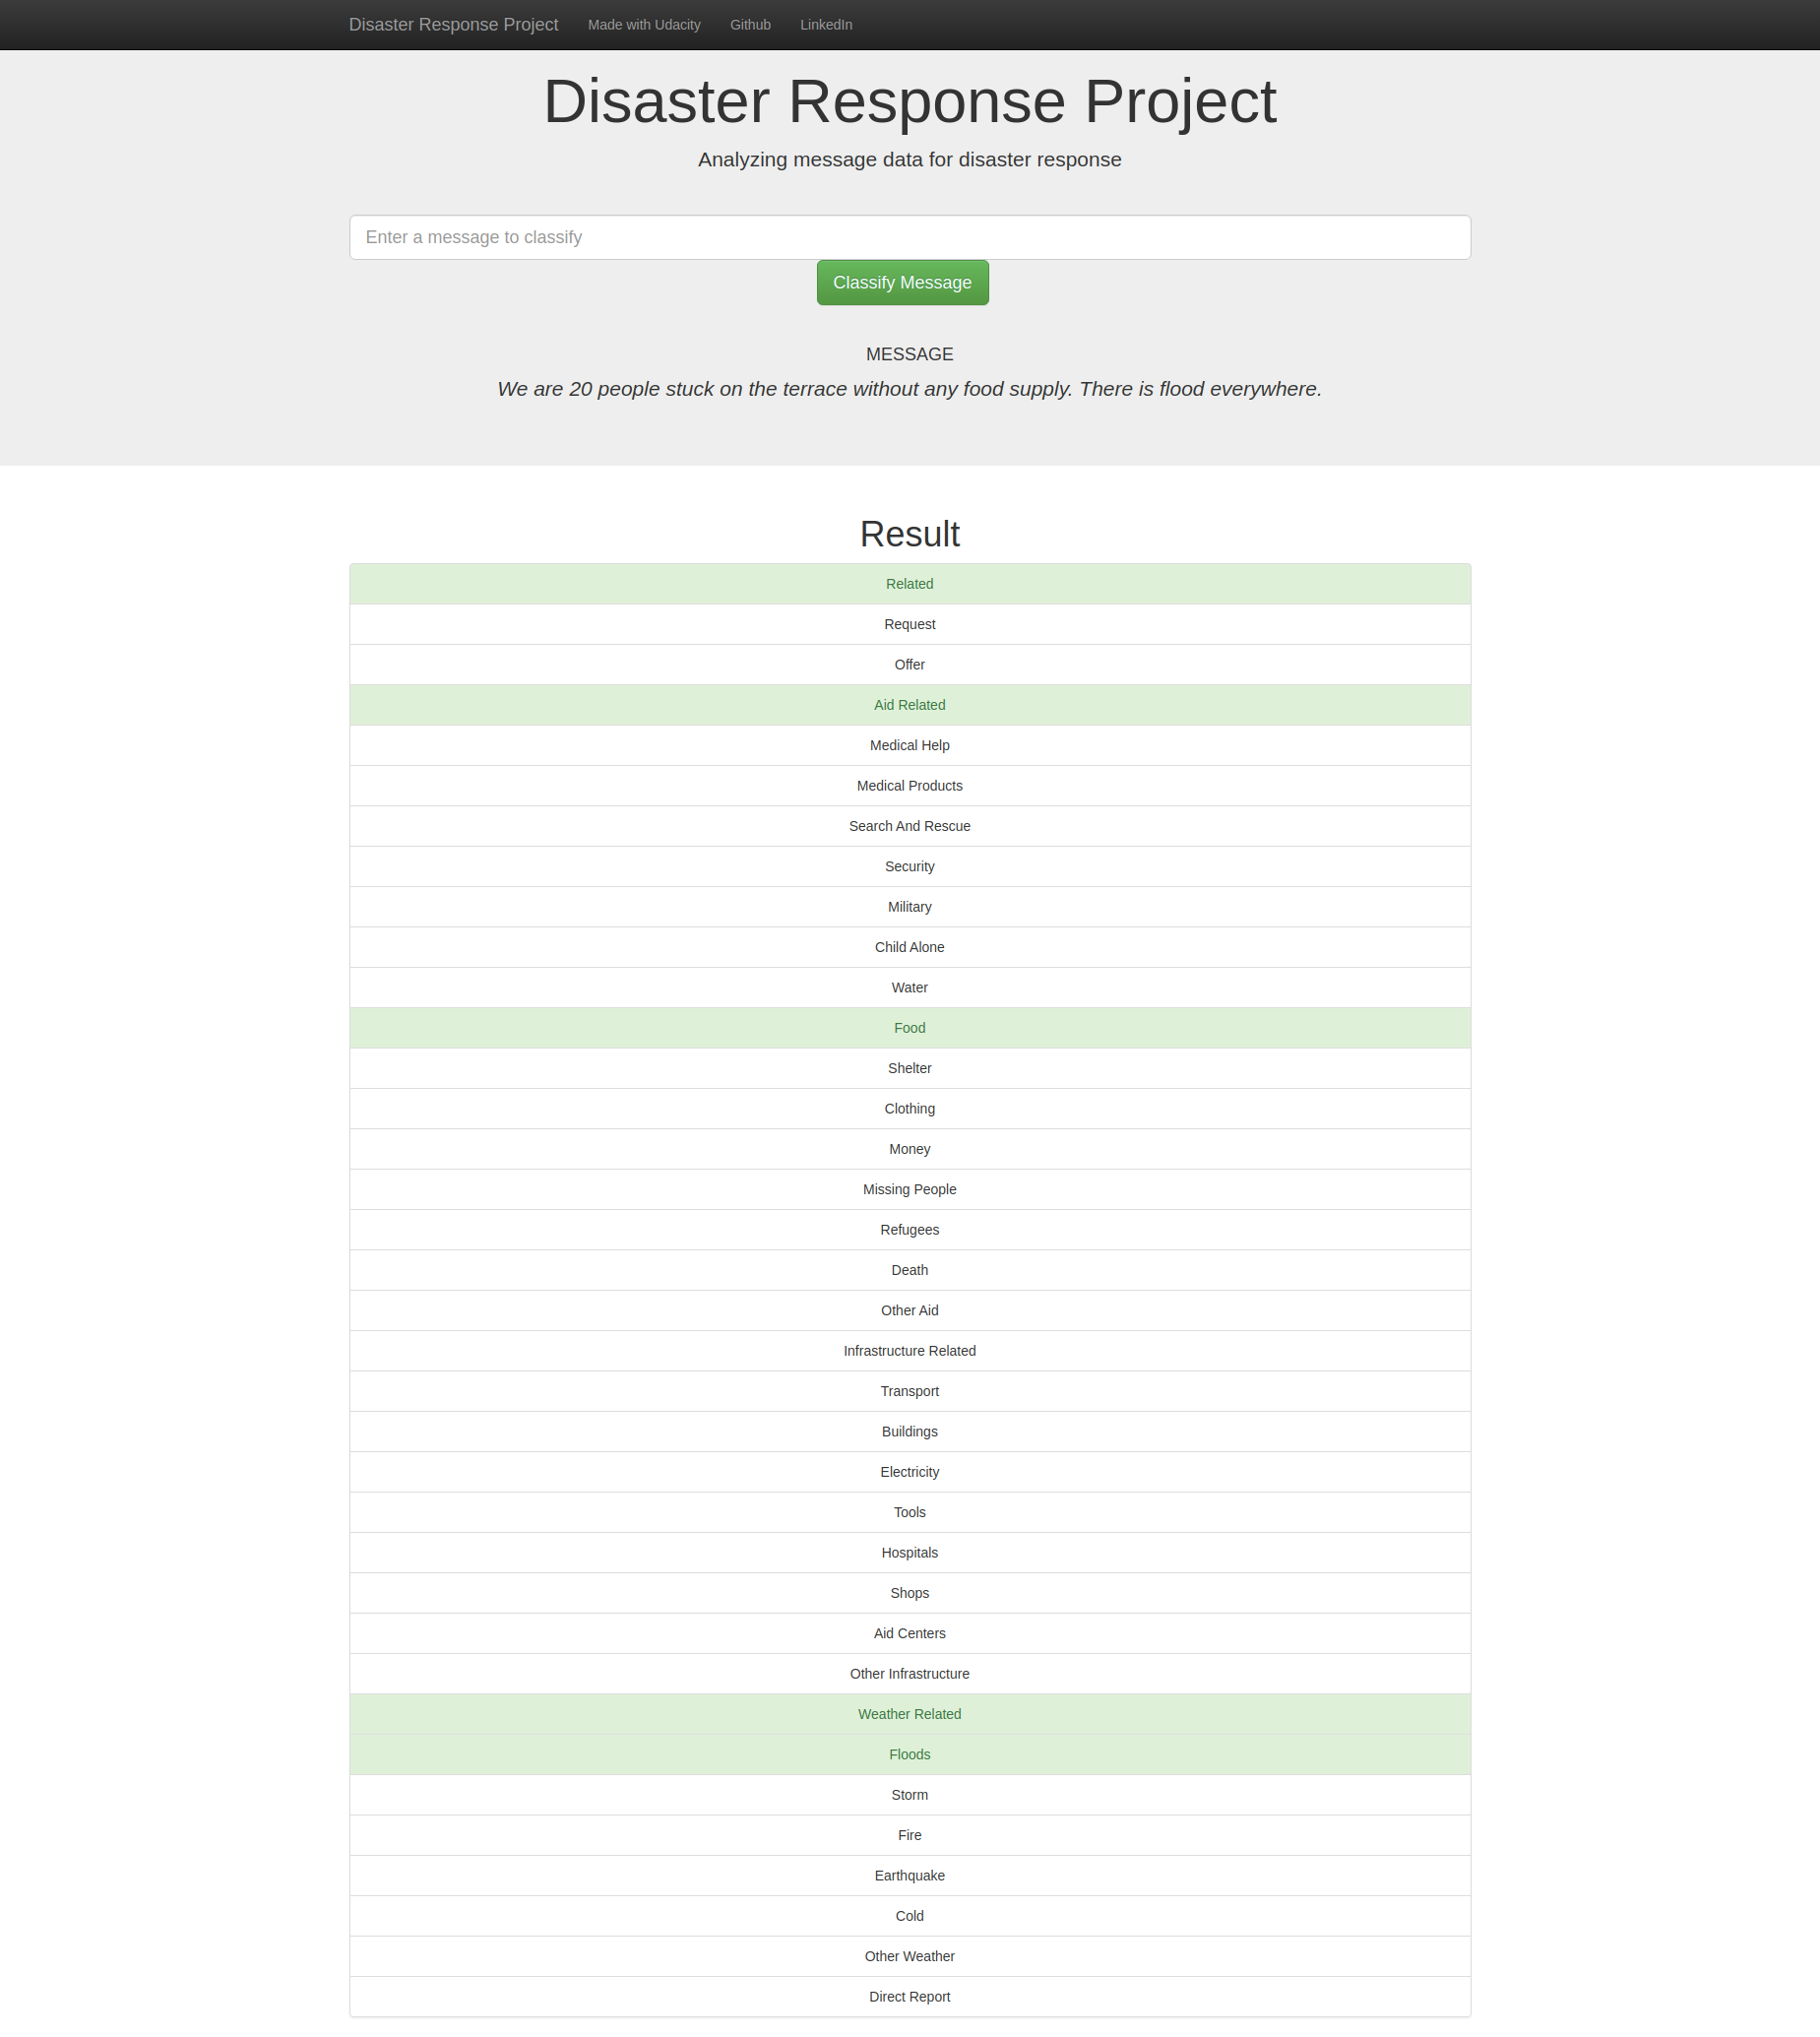 Disaster Response Project Made with Udacity Github LinkedIn
Disaster Response Project
Analyzing message data for disaster response
Enter a message to classify
Classify Message
MESSAGE
We are 20 people stuck on the terrace without any food supply. There is flood everywhere.
Result
Related
Request
Offer
Aid Related
Medical Help
Medical Products
Search And Rescue
Security
Military
Child Alone
Water
Food
Shelter
Clothing
Money
Missing People
Refugees
Death
Other Aid
Infrastructure Related
Transport
Buildings
Electricity
Tools
Hospitals
Shops
Aid Centers
Other Infrastructure
Weather Related
Floods
Storm
Fire
Earthquake
Cold
Other Weather
Direct Report